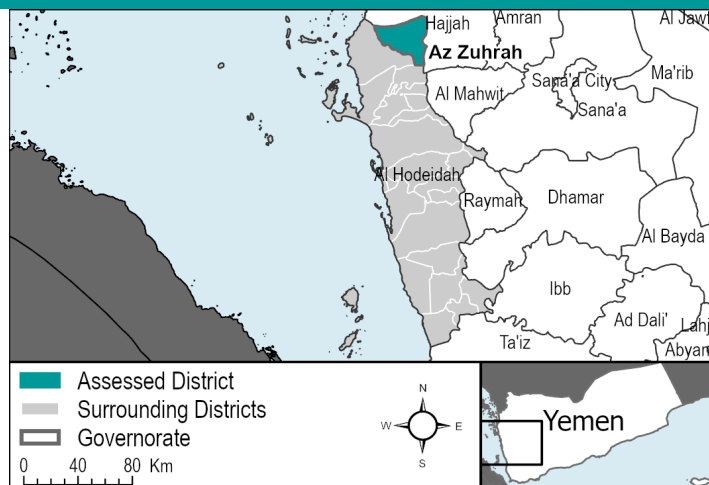 Hajjah
Amran
Al Jawf
Az Zuhrah
Al Mahwit
Sana'a City
Ma'rib
Sana'a
Al Hodeidah
Raymah
Dhamar
Al Bayda
Ibb
Ad Dali'
Lahj
Ta'iz
Abyan
Assessed District
Surrounding Districts
Governorate
0 40 80 Km
N
W E
S
Yemen